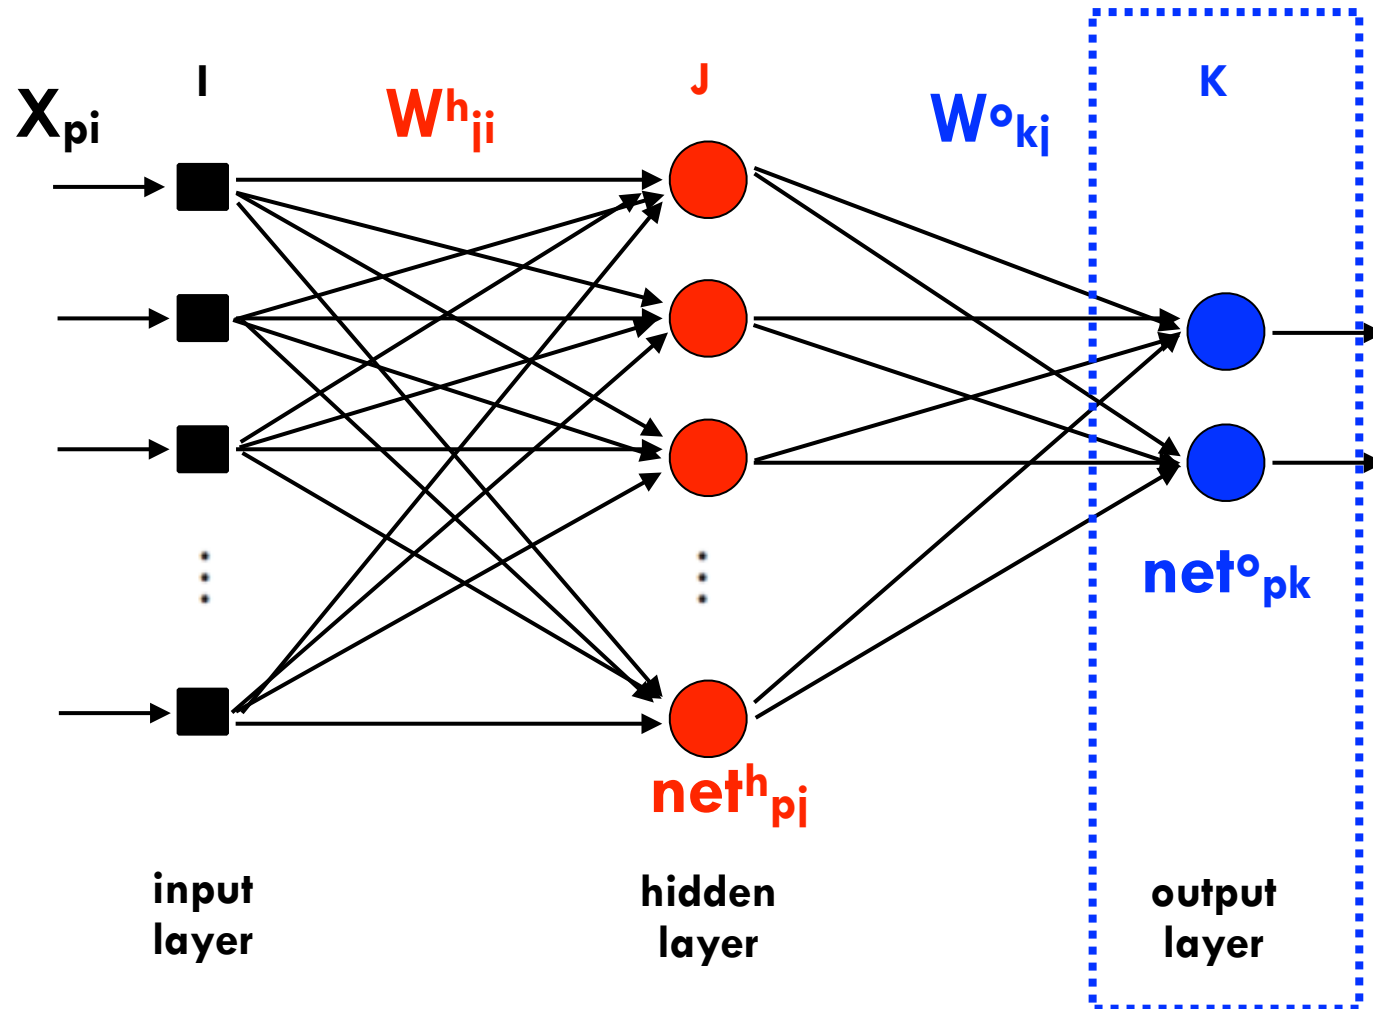 I
J
K
Xpi
Whji
Wokj
netopk
nethpj
input
layer
hidden
layer
output
layer